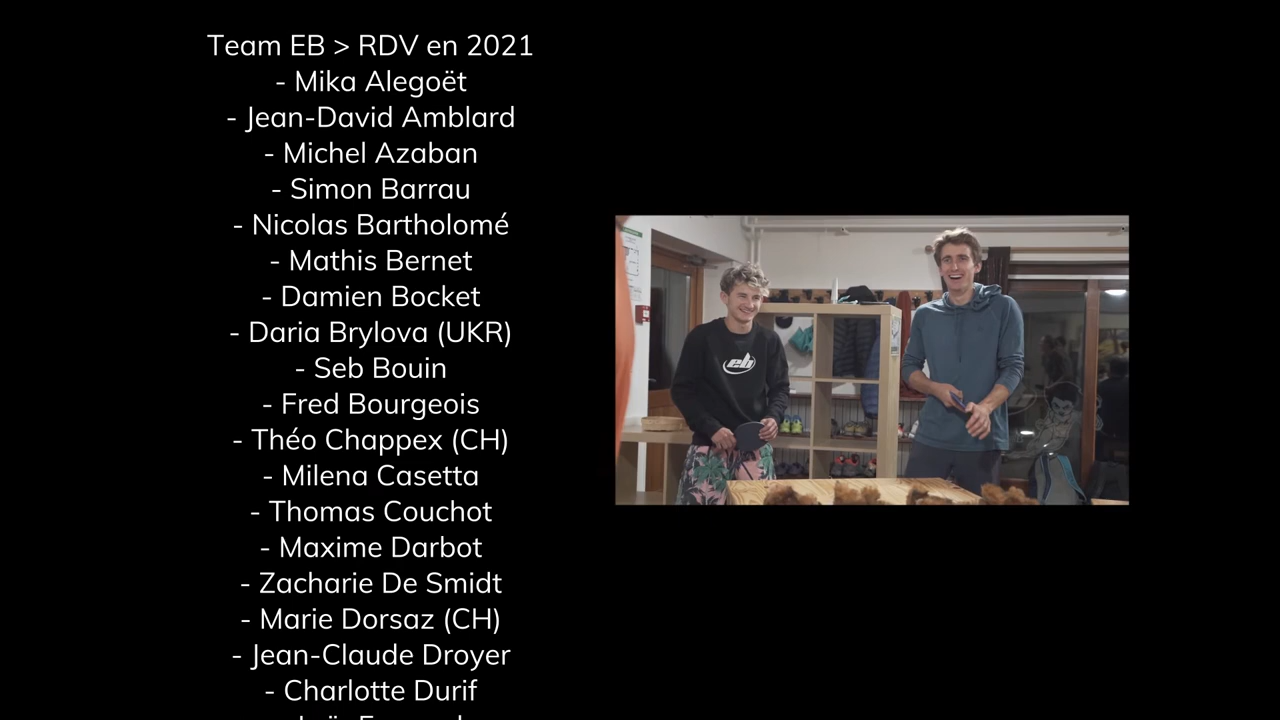 Team EB > RDV en 2021
- Mika Alegoët
- Jean-David Amblard
- Michel Azaban
- Simon Barrau
- Nicolas Bartholomé
- Mathis Bernet
- Damien Bocket
- Daria Brylova (UKR)
- Seb Bouin
- Fred Bourgeois
- Théo Chappex (CH)
- Milena Casetta
- Thomas Couchot
- Maxime Darbot
- Zacharie De Smidt
- Marie Dorsaz (CH)
- Jean-Claude Droyer
- Charlotte Durif
eb